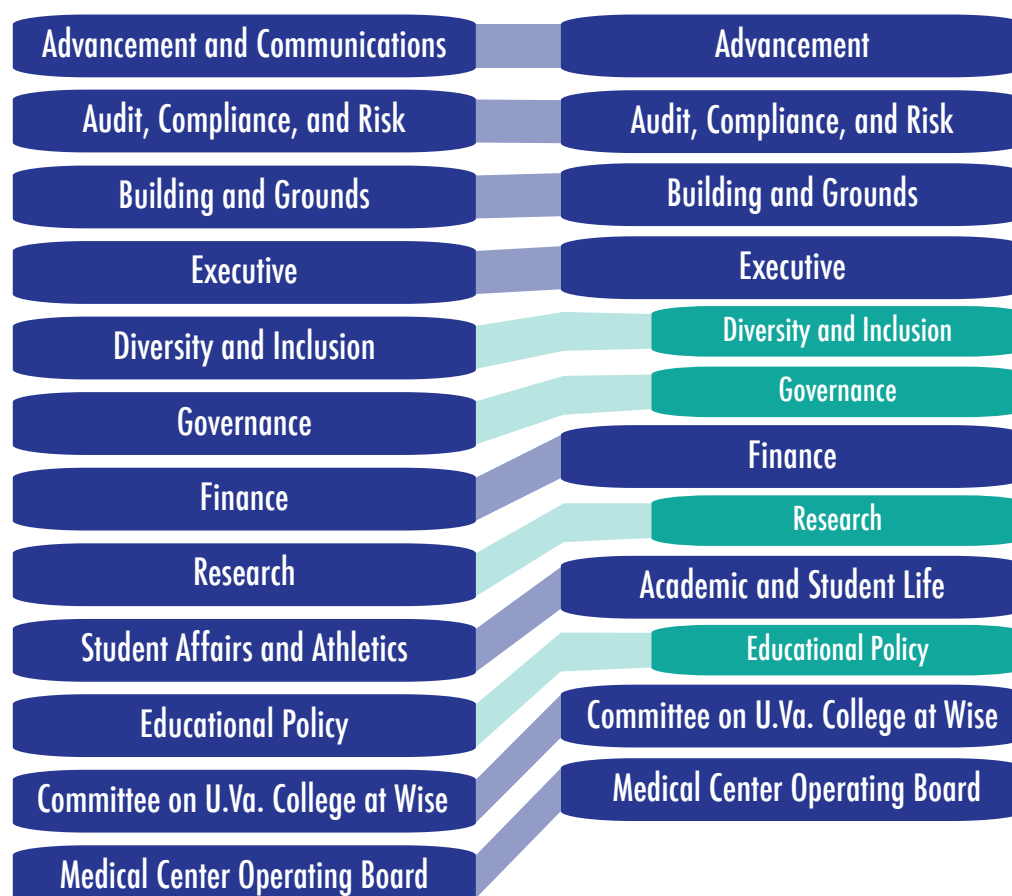 Advancement and Communications
Audit, Compliance, and Risk
Building and Grounds
Executive
Diversity and Inclusion
Governance
Finance
Research
Student Affairs and Athletics
Educational Policy
Committee on U.Va. College at Wise
Medical Center Operating Board
Advancement
Audit, Compliance, and Risk
Building and Grounds
Executive
Diversity and Inclusion
Governance
Finance
Research
Academic and Student Life
Educational Policy
Committee on U.Va. College at Wise
Medical Center Operating Board